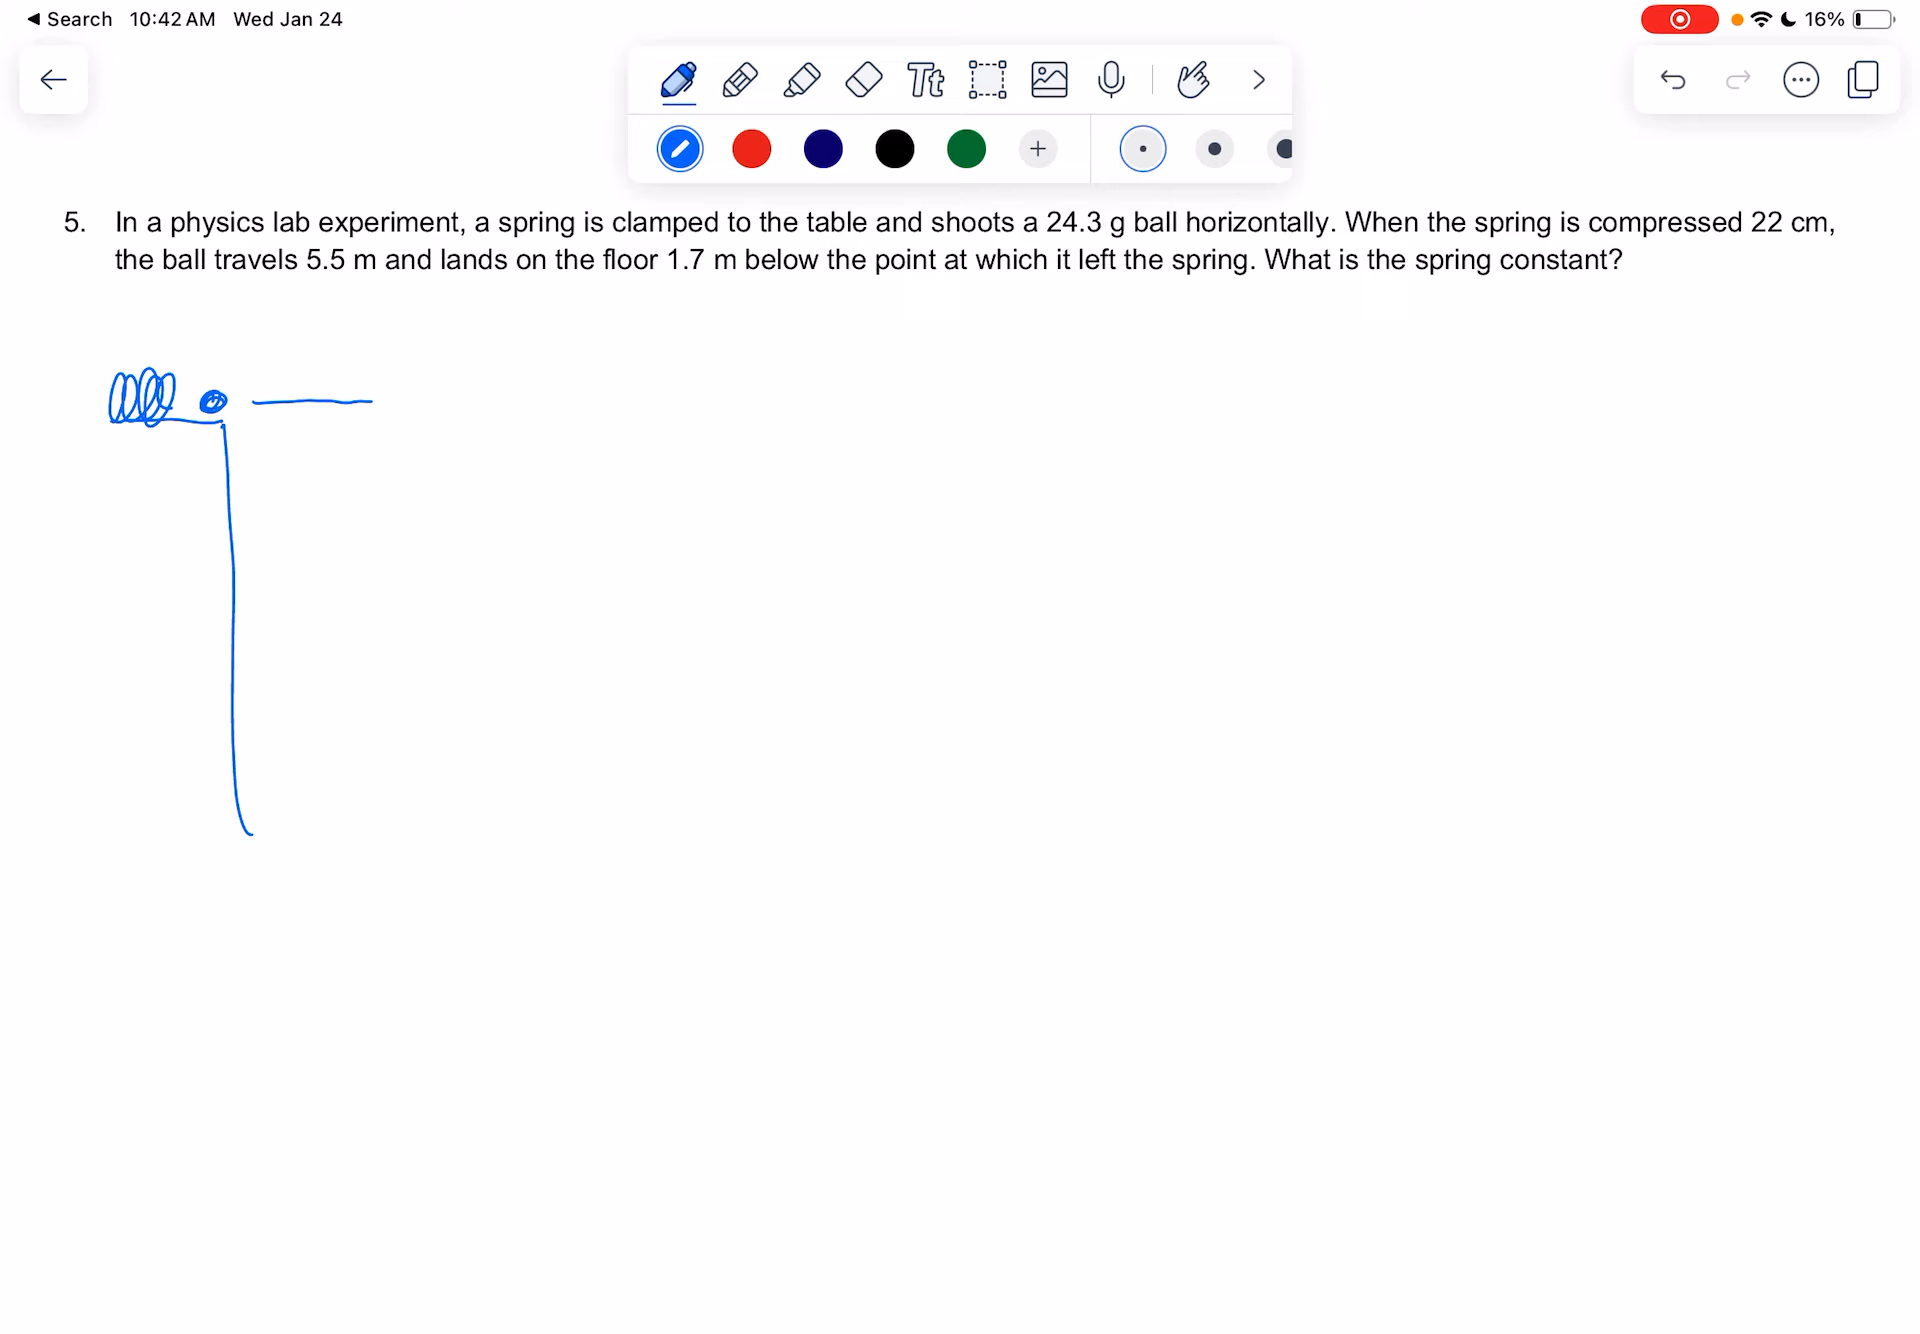 ◀ Search 10:42 AM Wed Jan 24
16%
Tt
5. In a physics lab experiment, a spring is clamped to the table and shoots a 24.3 g ball horizontally. When the spring is compressed 22 cm,
the ball travels 5.5 m and lands on the floor 1.7 m below the point at which it left the spring. What is the spring constant?